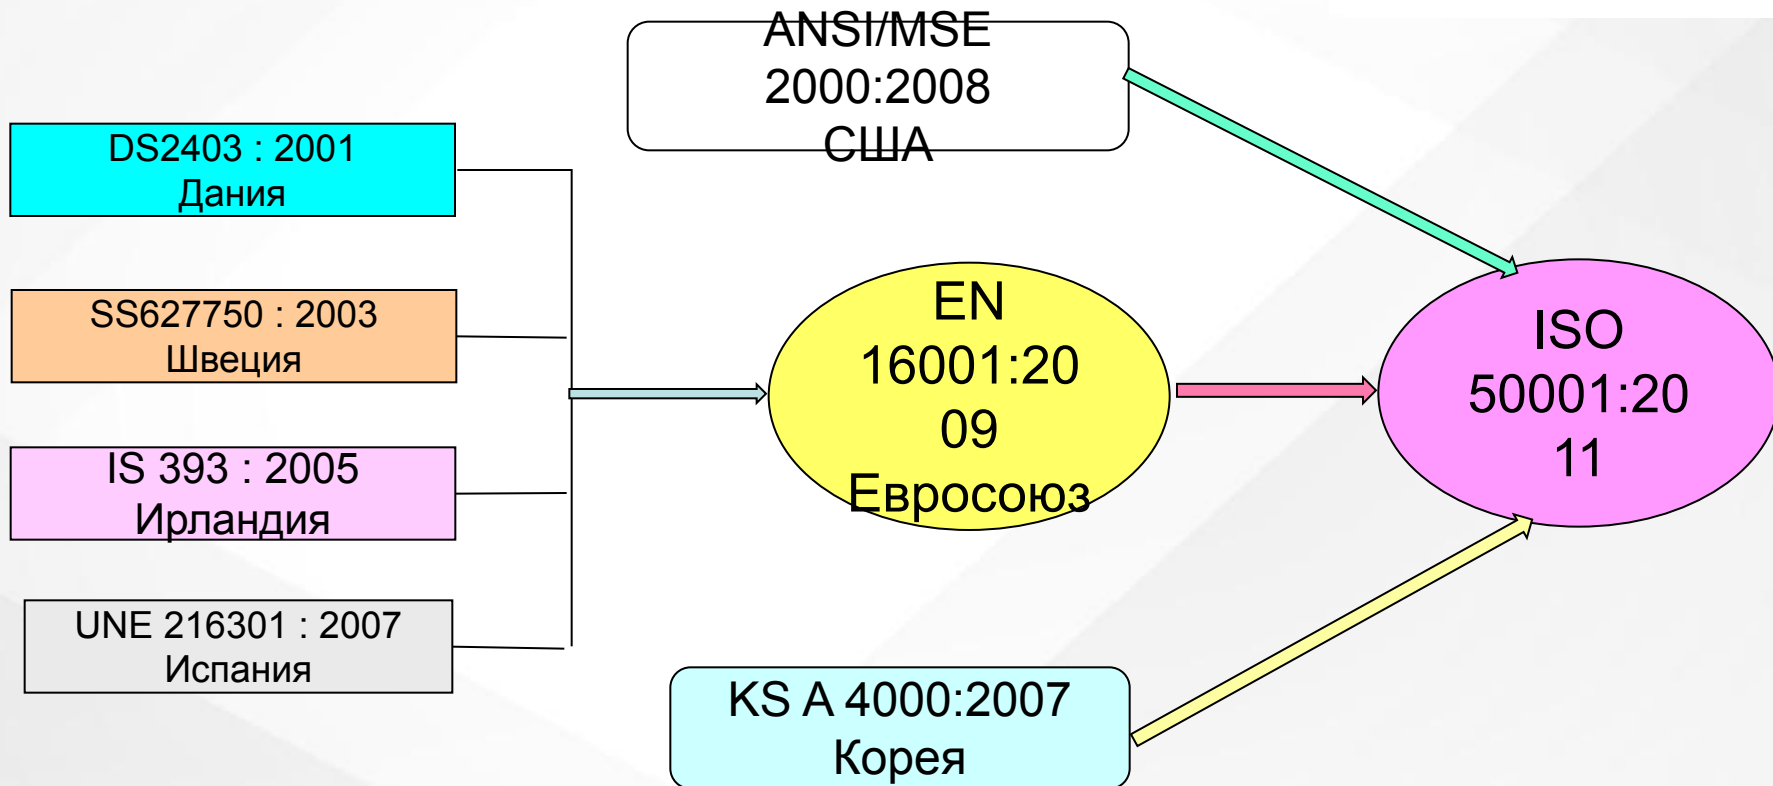 ANSI/MSE
2000:2008
США
DS2403 : 2001
Дания
SS627750 : 2003
Швеция
IS 393 : 2005
Ирландия
UNE 216301 : 2007
Испания
EN
16001:20
09
Евросоюз
ISO
50001:20
11
KS A 4000:2007
Корея